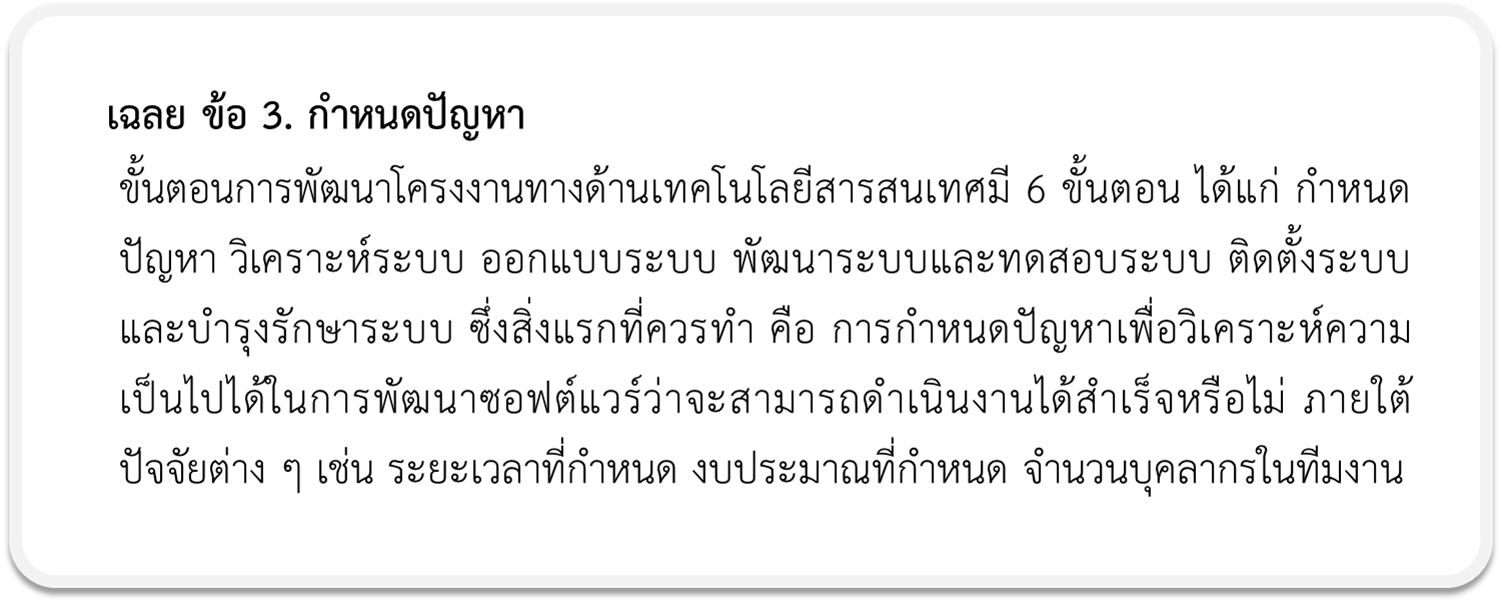 เฉลย ข้อ 3. กำหนดปัญหา
ขั้นตอนการพัฒนาโครงงานทางด้านเทคโนโลยีสารสนเทศมี 6 ขั้นตอน ได้แก่ กำหนด
ปัญหา วิเคราะห์ระบบ ออกแบบระบบ พัฒนาระบบและทดสอบระบบ ติดตั้งระบบ
และบำรุงรักษาระบบ ซึ่งสิ่งแรกที่ควรทำ คือ การกำหนดปัญหาเพื่อวิเคราะห์ความ
เป็นไปได้ในการพัฒนาซอฟต์แวร์ว่าจะสามารถดำเนินงานได้สำเร็จหรือไม่ ภายใต้
ปัจจัยต่าง ๆ เช่น ระยะเวลาที่กำหนด งบประมาณที่กำหนด จำนวนบุคลากรในทีมงาน